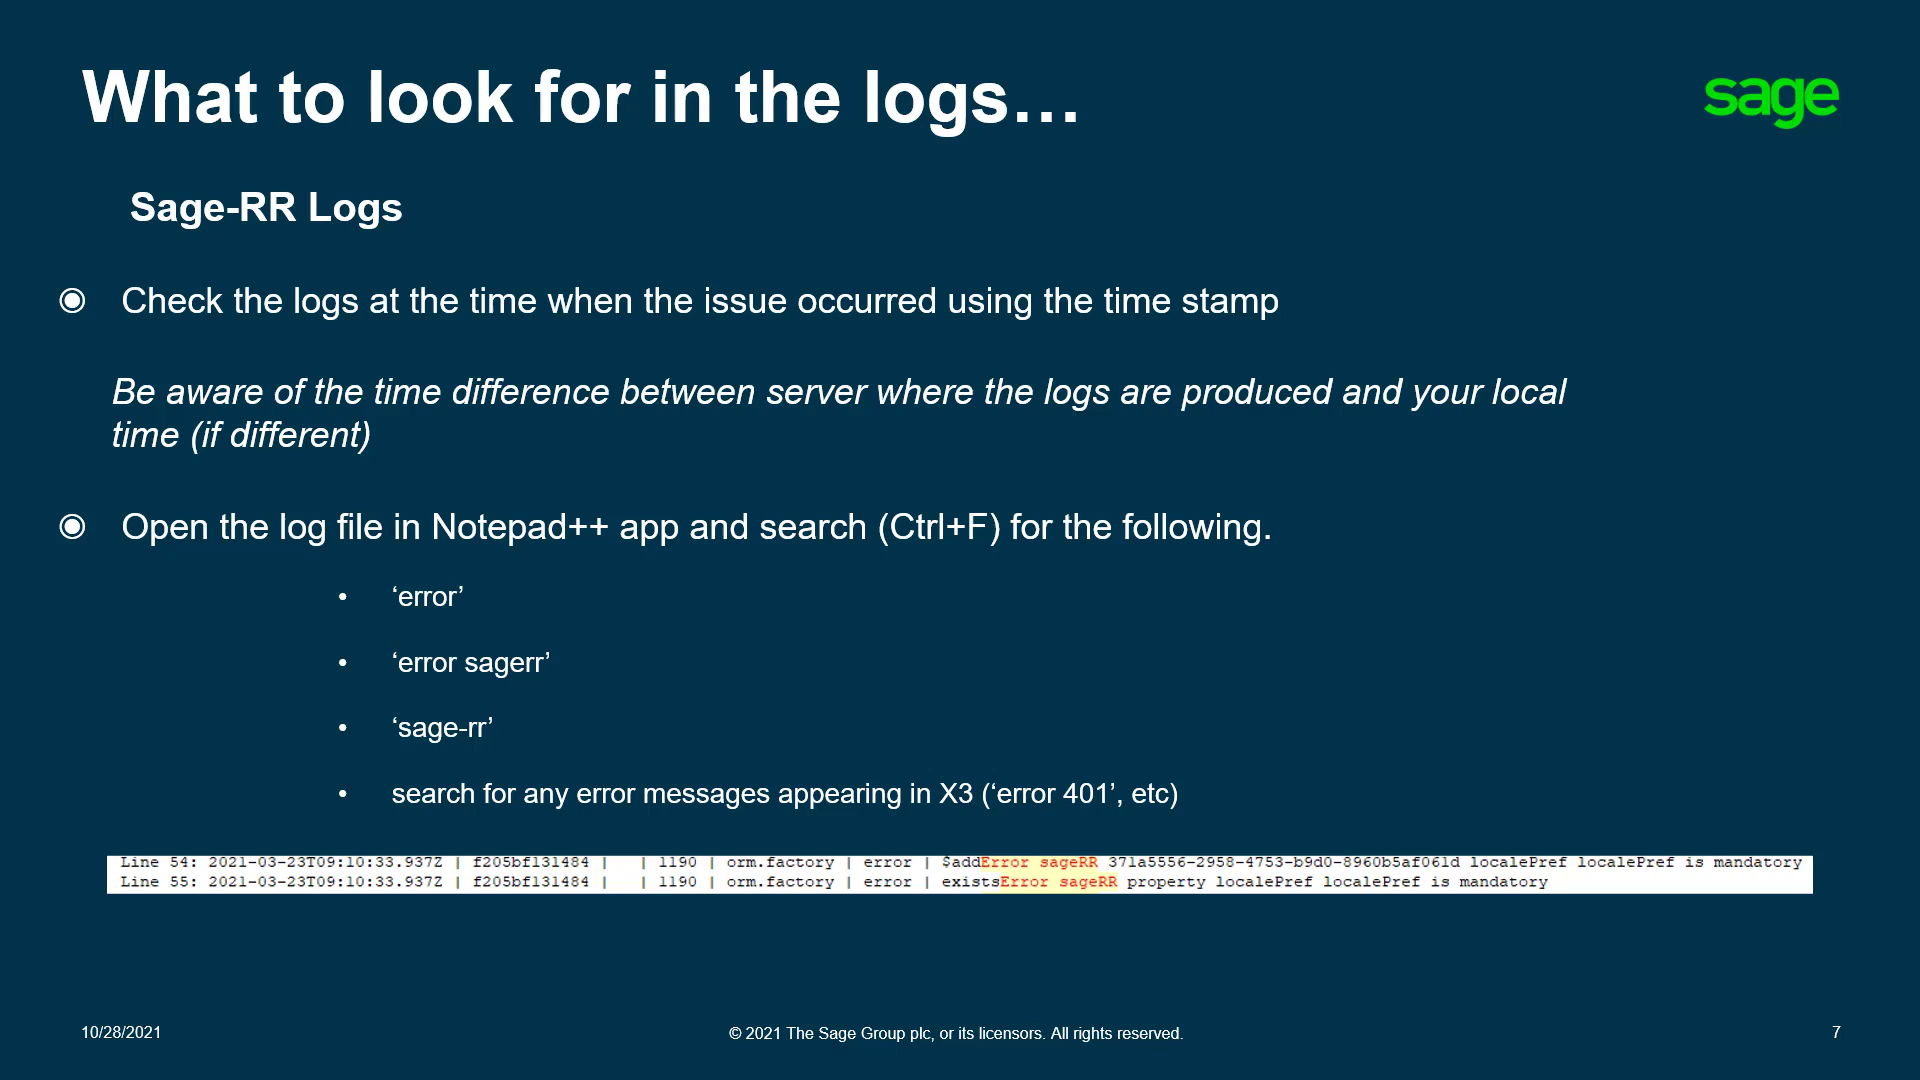 What to look for in the logs…
sage
Sage-RR Logs
Check the logs at the time when the issue occurred using the time stamp
Be aware of the time difference between server where the logs are produced and your local
time (if different)
Open the log file in Notepad++ app and search (Ctrl+F) for the following.
• ‘error’
• ‘error sagerr’
• ‘sage-rr’
• search for any error messages appearing in X3 (‘error 401’, etc)
Line 54: 2021-03-23T09:10:33.937Z | f205bf131484 | | 1190 | orm.factory | error | $addError sageRR 371a5556-2958-4753-b9d0-8960b5af061d localePref localePref is mandatory
Line 55: 2021-03-23T09:10:33.937Z | f205bf131484 | | 1190 | orm.factory | error | existsError sageRR property localePref localePref is mandatory
10/28/2021
© 2021 The Sage Group plc, or its licensors. All rights reserved.
7